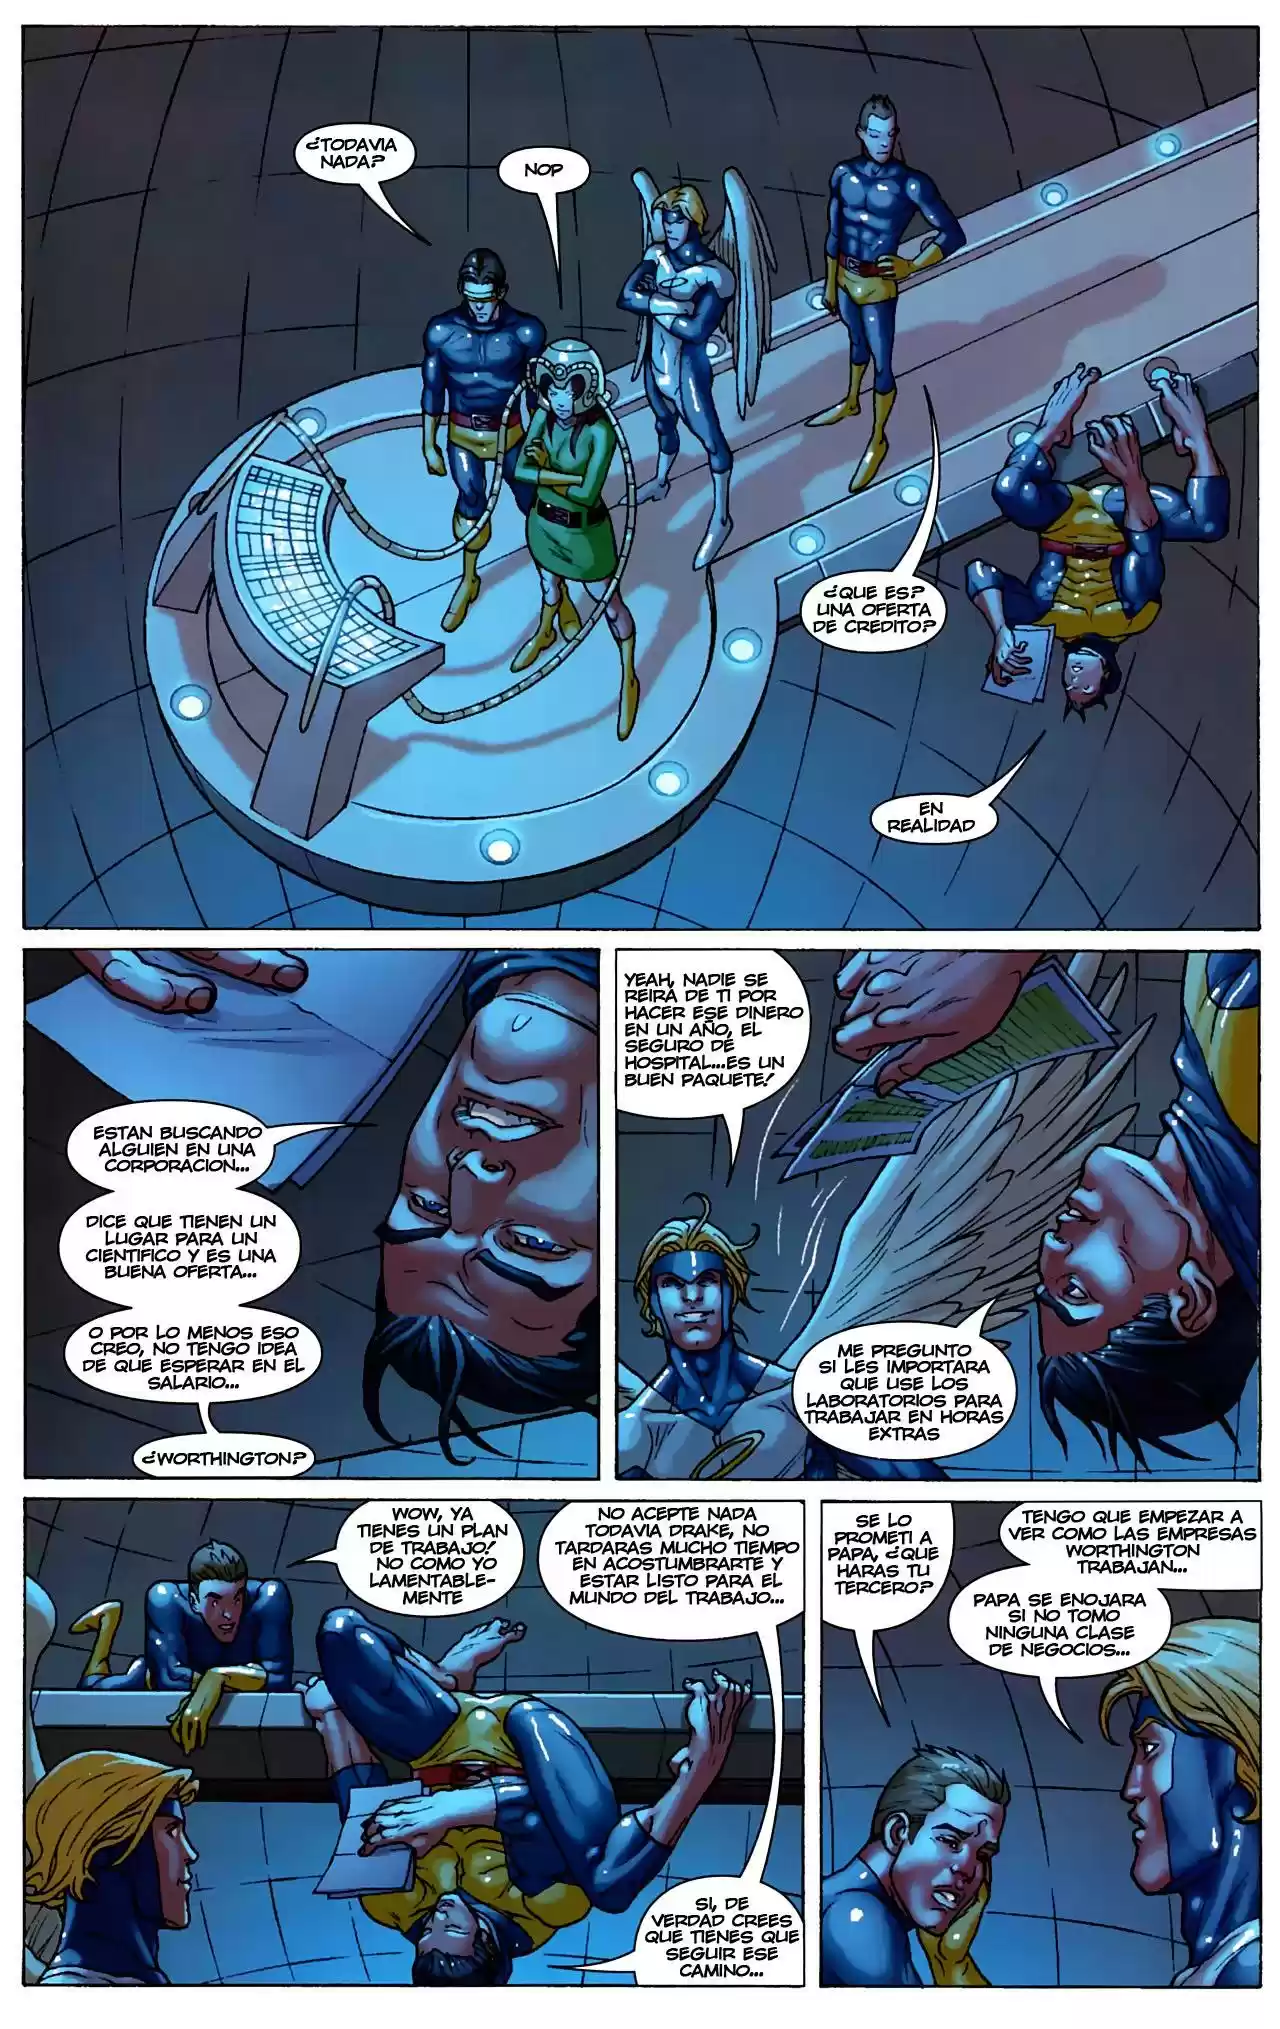 ¿TODAVIA
NADA?
NOP
¿QUE ES?
UNA OFERTA
DE CREDITO?
EN
REALIDAD
ESTAN BUSCANDO
ALGUIEN EN UNA
CORPORACION...
DICE QUE TIENEN UN
LUGAR PARA UN
CIENTIFICO Y ES UNA
BUENA OFERTA...
O POR LO MENOS ESO
CREO, NO TENGO IDEA
DE QUE ESPERAR EN EL
SALARIO...
¿WORTHINGTON?
YEAH, NADIE SE
REIRA DE TI POR
HACER ESE DINERO
EN UN AÑO, EL
SEGURO DE
HOSPITAL...ES UN
BUEN PAQUETE!
ME PREGUNTO
SI LES IMPORTARA
QUE USE LOS
LABORATORIOS PARA
TRABAJAR EN HORAS
EXTRAS
WOW, YA
TIENES UN PLAN
DE TRABAJO!
NO COMO YO
LAMENTABLE-
MENTE
NO ACEPTE NADA
TODAVIA DRAKE, NO
TARDARAS MUCHO TIEMPO
EN ACOSTUMBRARTE Y
ESTAR LISTO PARA EL
MUNDO DEL TRABAJO...
SI, DE
VERDAD CREES
QUE TIENES QUE
SEGUIR ESE
CAMINO...
SE LO
PROMETI A
PAPA, ¿QUE
HARAS TU
TERCERO?
TENGO QUE EMPEZAR A
VER COMO LAS EMPRESAS
WORTHINGTON
TRABAJAN...
PAPA SE ENOJARA
SI NO TOMO
NINGUNA CLASE
DE NEGOCIOS...